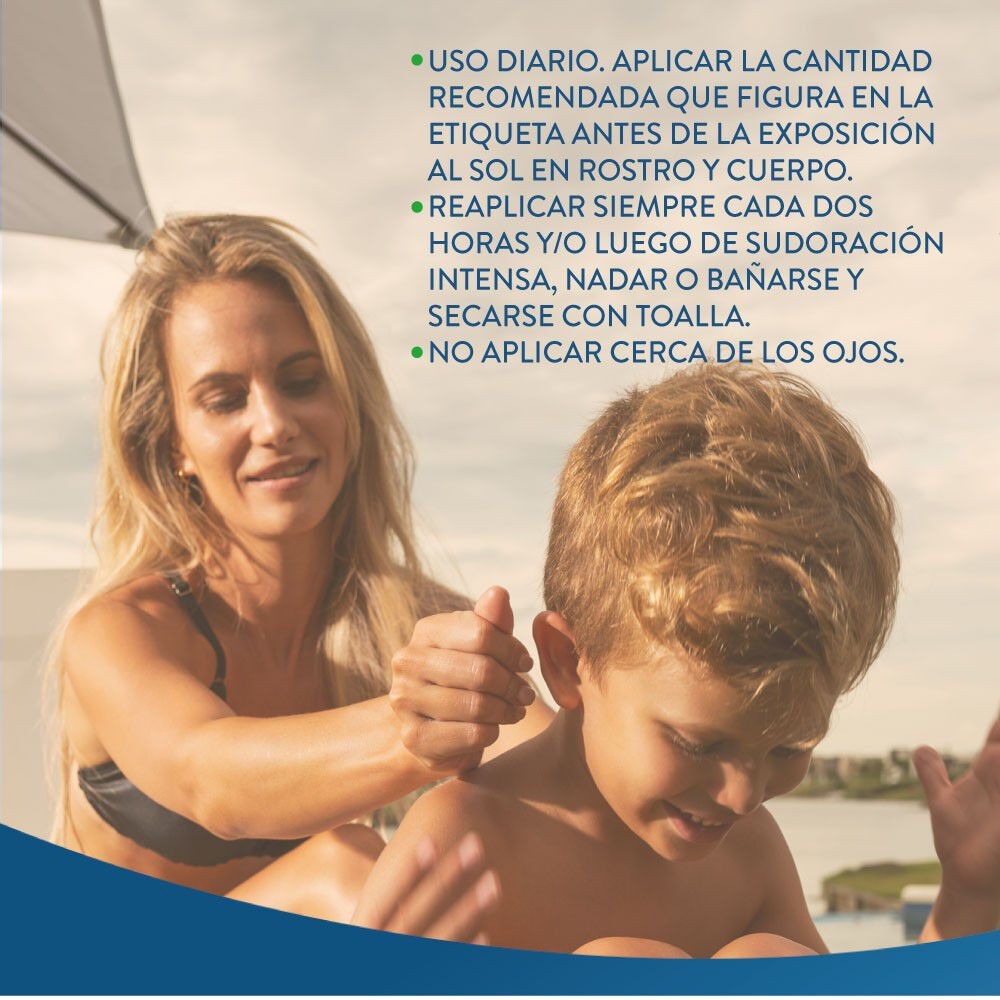 • USO DIARIO. APLICAR LA CANTIDAD
RECOMENDADA QUE FIGURA EN LA
ETIQUETA ANTES DE LA EXPOSICIÓN
AL SOL EN ROSTRO Y CUERPO.
• REAPLICAR SIEMPRE CADA DOS
HORAS Y/O LUEGO DE SUDORACIÓN
INTENSA, NADAR O BAÑARSE Y
SECARSE CON TOALLA.
• NO APLICAR CERCA DE LOS OJOS.